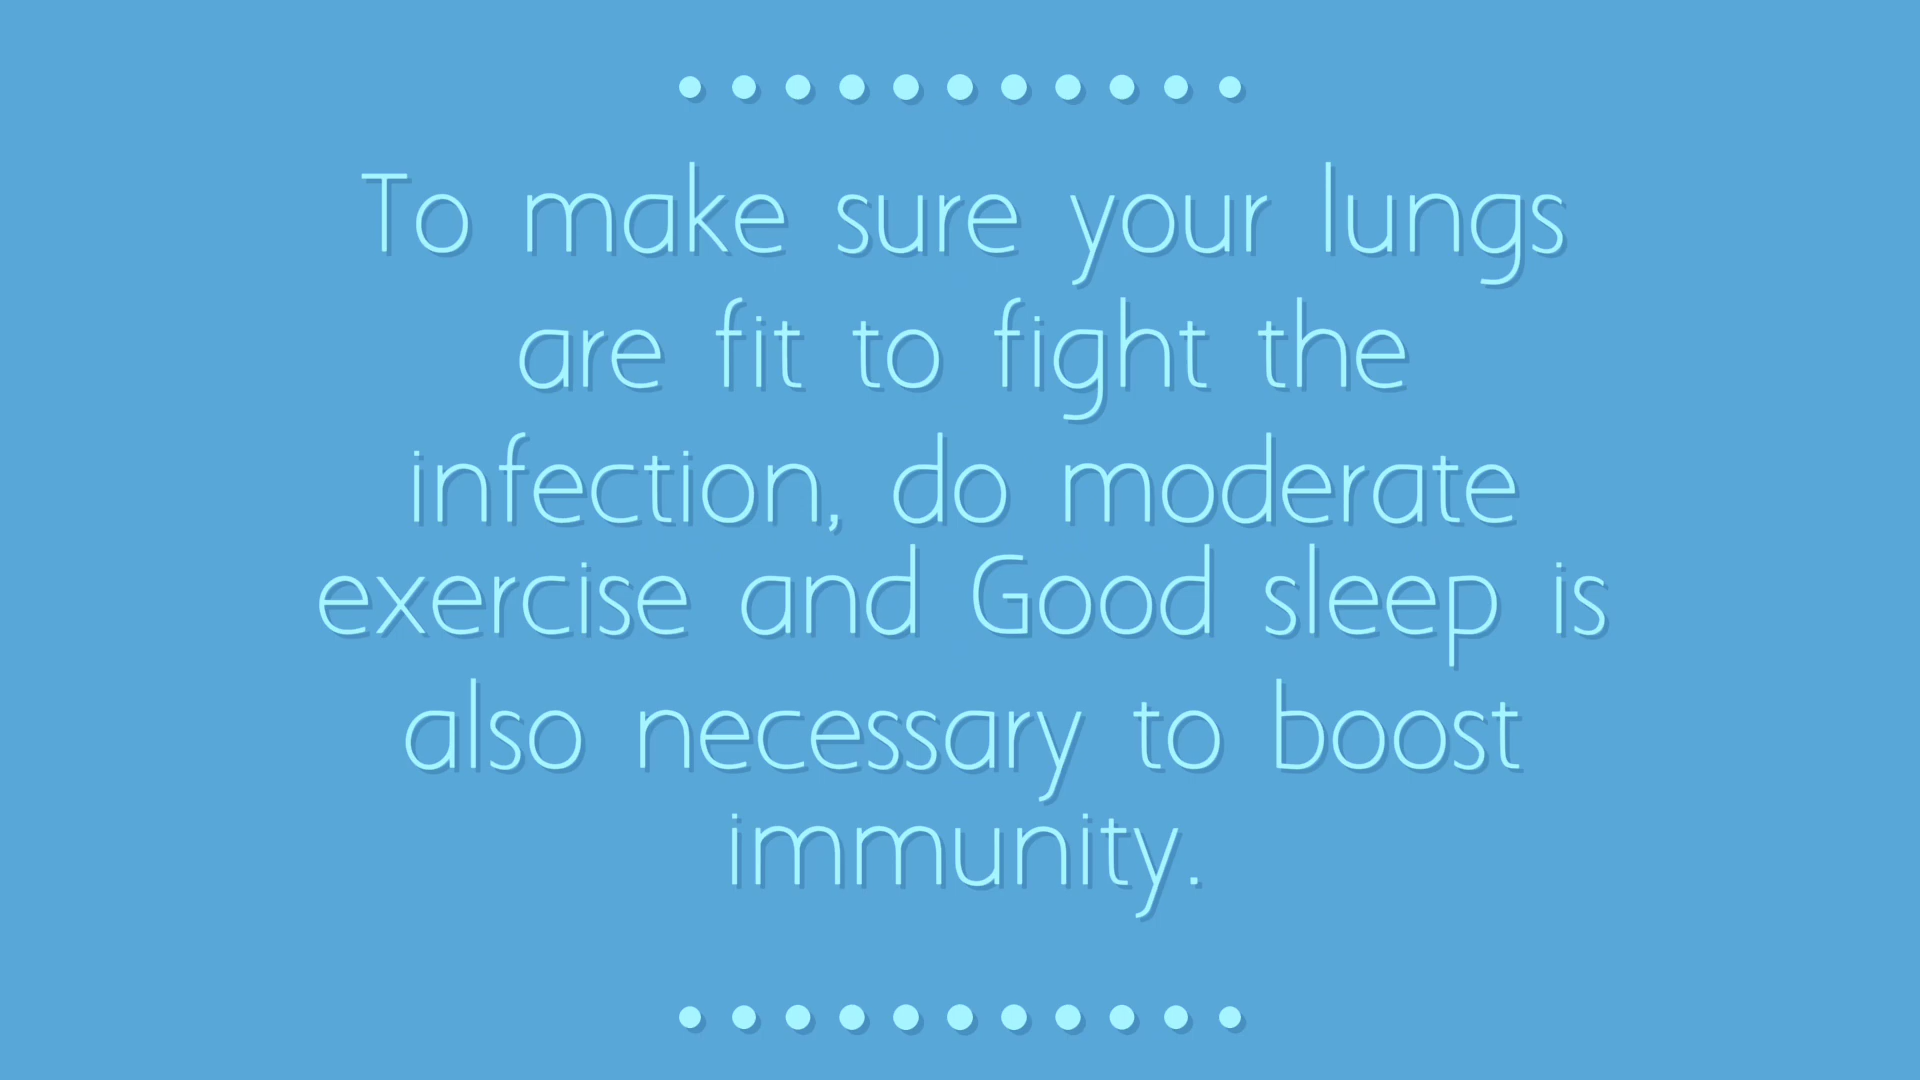 To make sure your lungs
are fit to fight the
infection, do moderate
exercise and Good sleep is
also necessary to boost
immunity.